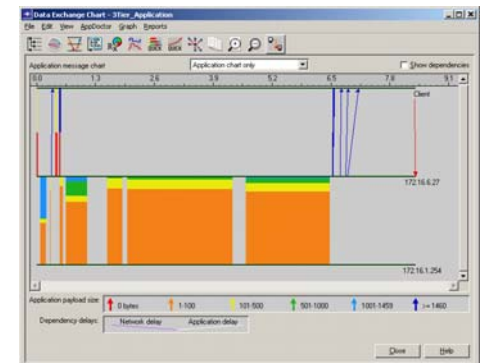 Data Exchange Chart - 3Tier_Application
File Edit View AppDoctor Graph Reports
Application message chart Application chart only Show dependencies
0.0 1.3 2.6 3.9 5.2 6.5 7.8 9.1
Client
172.16.6.27
172.16.1.254
Application payload size: 0 bytes 1-100 101-500 501-1000 1001-1459 >= 1460
Dependency delays: Network delay Application delay
Close Help